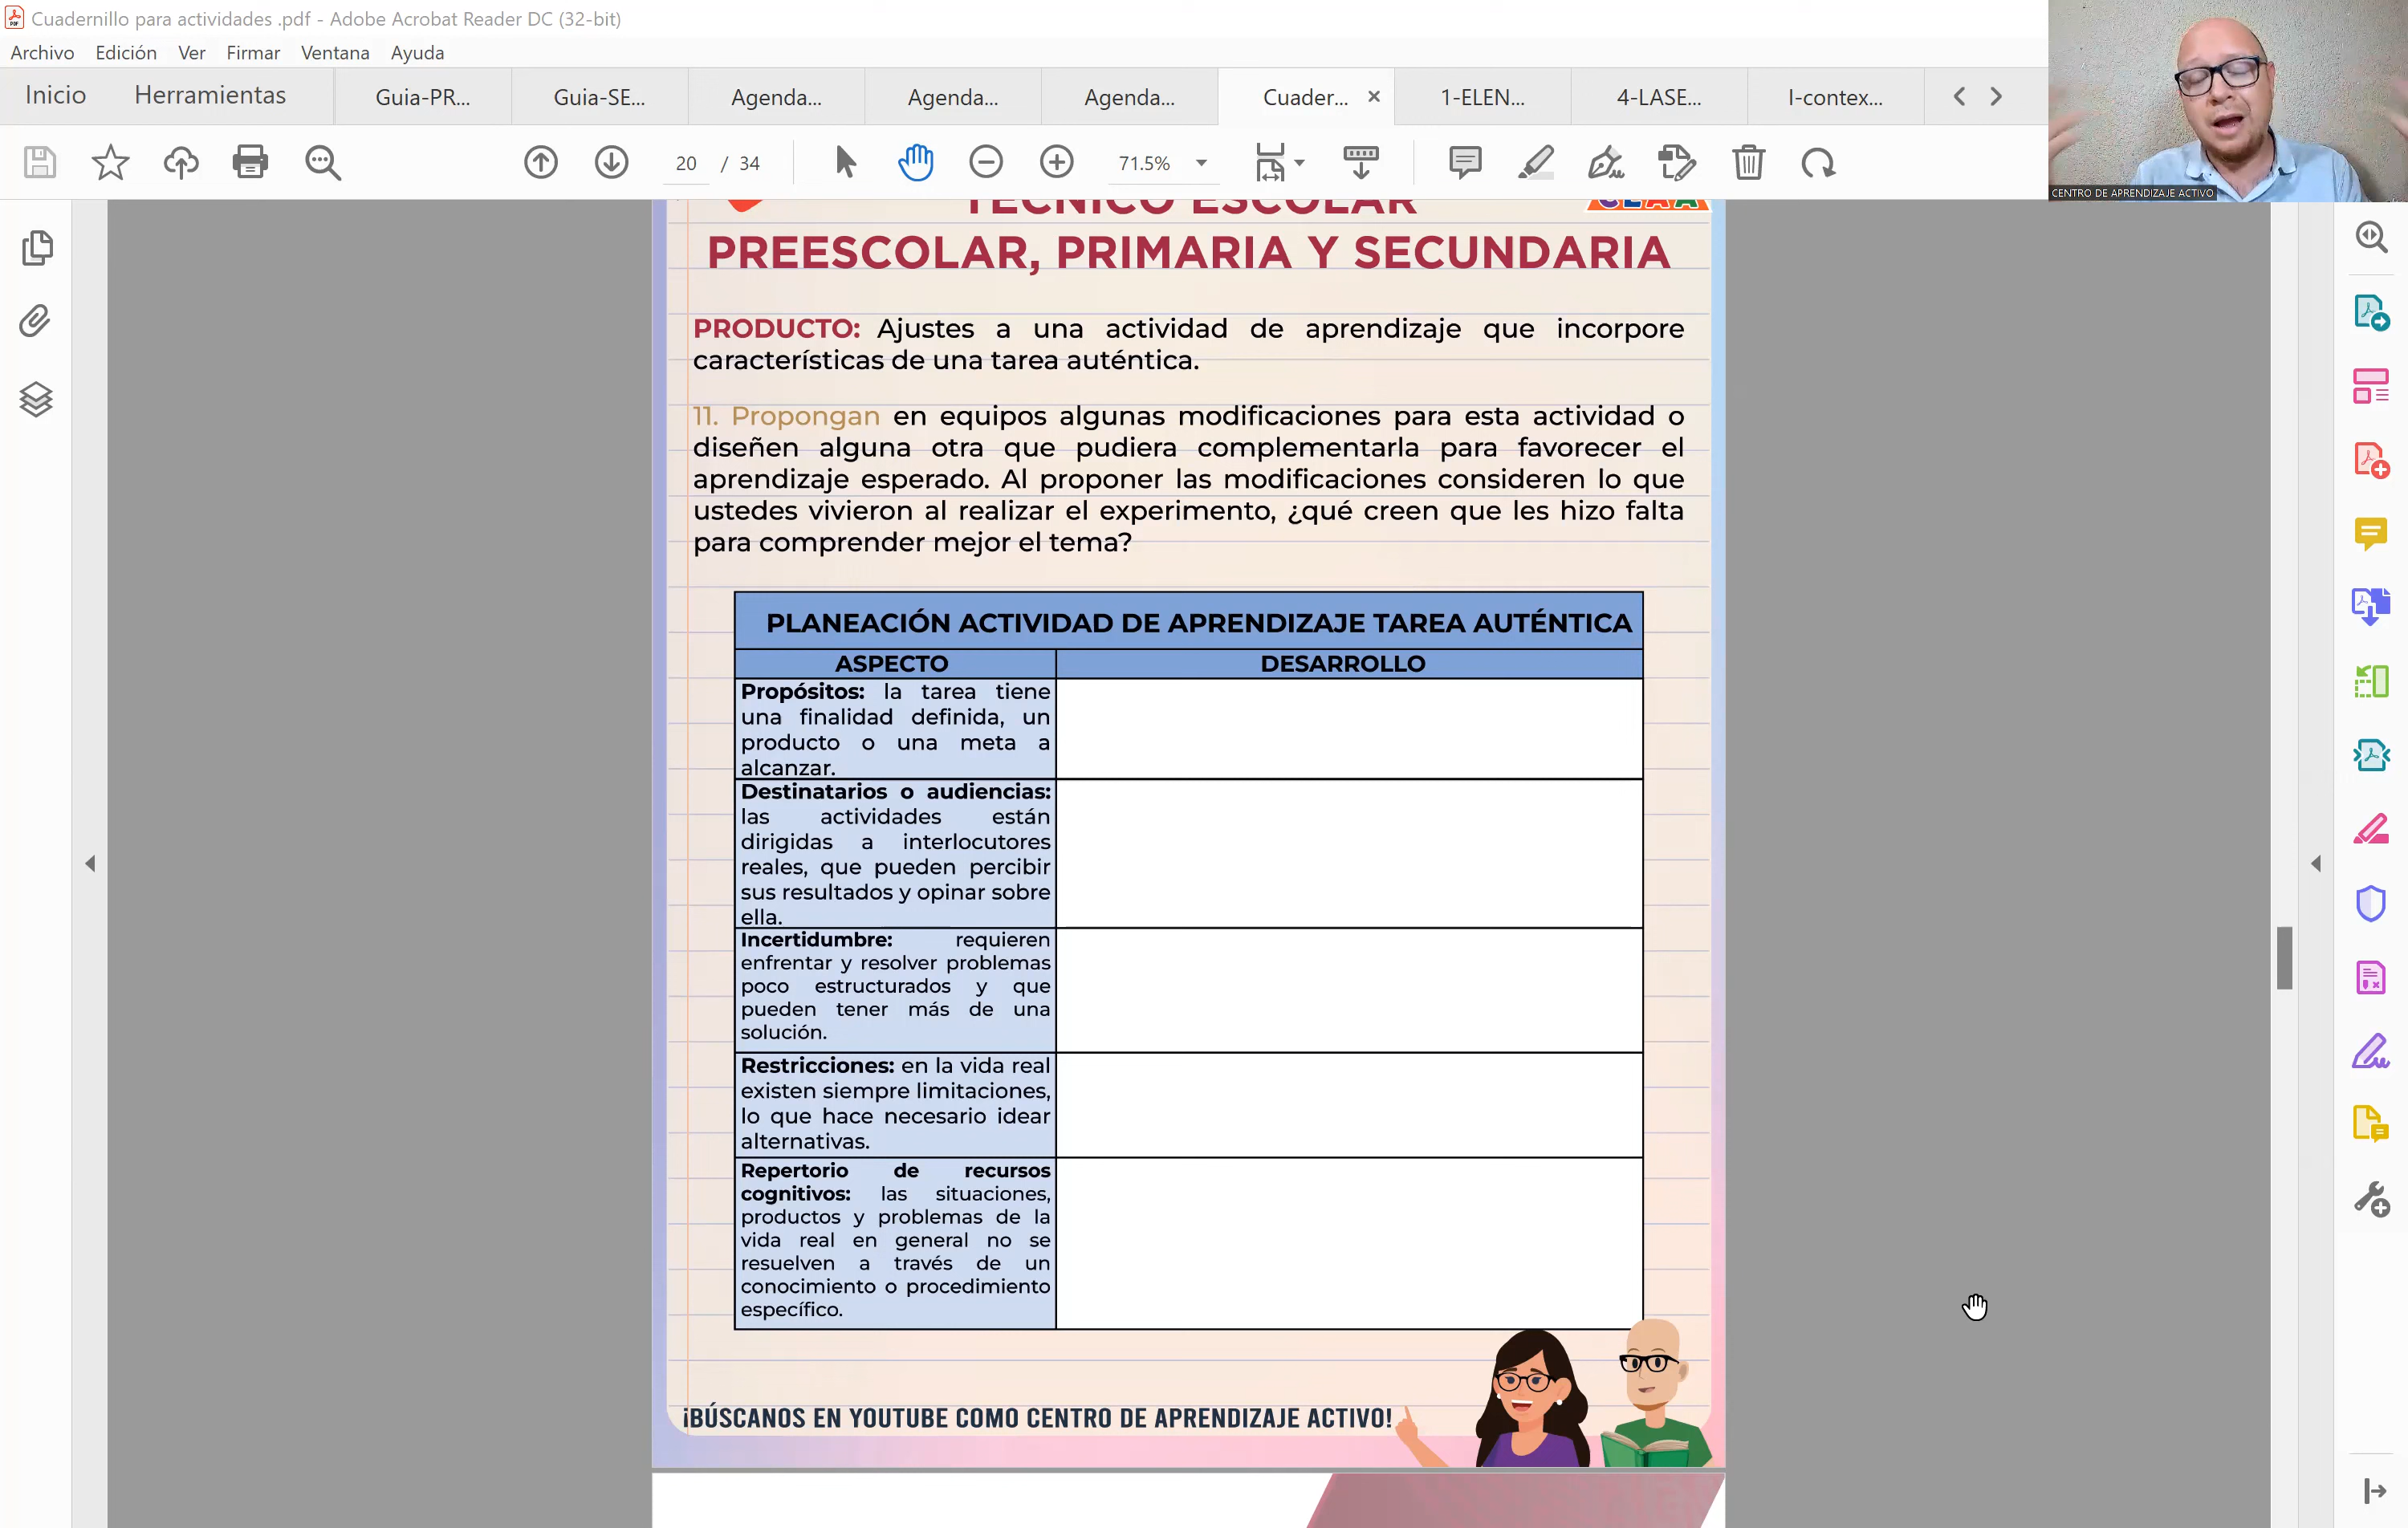 Cuadernillo para actividades .pdf - Adobe Acrobat Reader DC (32-bit)
Archivo Edición Ver Firmar Ventana Ayuda
Inicio Herramientas Guia-PR... Guia-SE... Agenda... Agenda... Agenda... Cuader... 1-ELEN... 4-LASE... I-contex...
20 / 34 71.5%
CENTRO DE APRENDIZAJE ACTIVO
TÉCNICO ESCOLAR
CEAA
PREESCOLAR, PRIMARIA Y SECUNDARIA
PRODUCTO: Ajustes a una actividad de aprendizaje que incorpore
características de una tarea auténtica.
11. Propongan en equipos algunas modificaciones para esta actividad o
diseñen alguna otra que pudiera complementarla para favorecer el
aprendizaje esperado. Al proponer las modificaciones consideren lo que
ustedes vivieron al realizar el experimento, ¿qué creen que les hizo falta
para comprender mejor el tema?
PLANEACIÓN ACTIVIDAD DE APRENDIZAJE TAREA AUTÉNTICA
ASPECTO DESARROLLO
Propósitos: la tarea tiene
una finalidad definida, un
producto o una meta a
alcanzar.
Destinatarios o audiencias:
las actividades están
dirigidas a interlocutores
reales, que pueden percibir
sus resultados y opinar sobre
ella.
Incertidumbre: requieren
enfrentar y resolver problemas
poco estructurados y que
pueden tener más de una
solución.
Restricciones: en la vida real
existen siempre limitaciones,
lo que hace necesario idear
alternativas.
Repertorio de recursos
cognitivos: las situaciones,
productos y problemas de la
vida real en general no se
resuelven a través de un
conocimiento o procedimiento
específico.
¡BÚSCANOS EN YOUTUBE COMO CENTRO DE APRENDIZAJE ACTIVO!